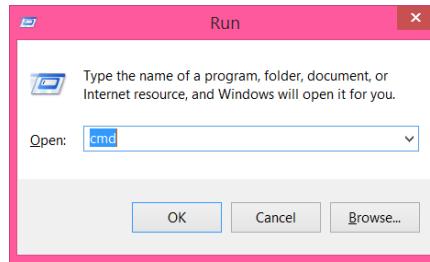 Run
Type the name of a program, folder, document, or
Internet resource, and Windows will open it for you.
Open: cmd
OK Cancel Browse...